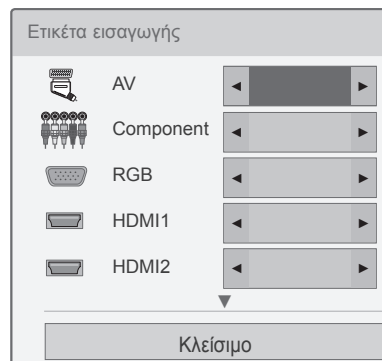 Ετικέτα εισαγωγής
AV
Component
RGB
HDMI1
HDMI2
Κλείσιμο